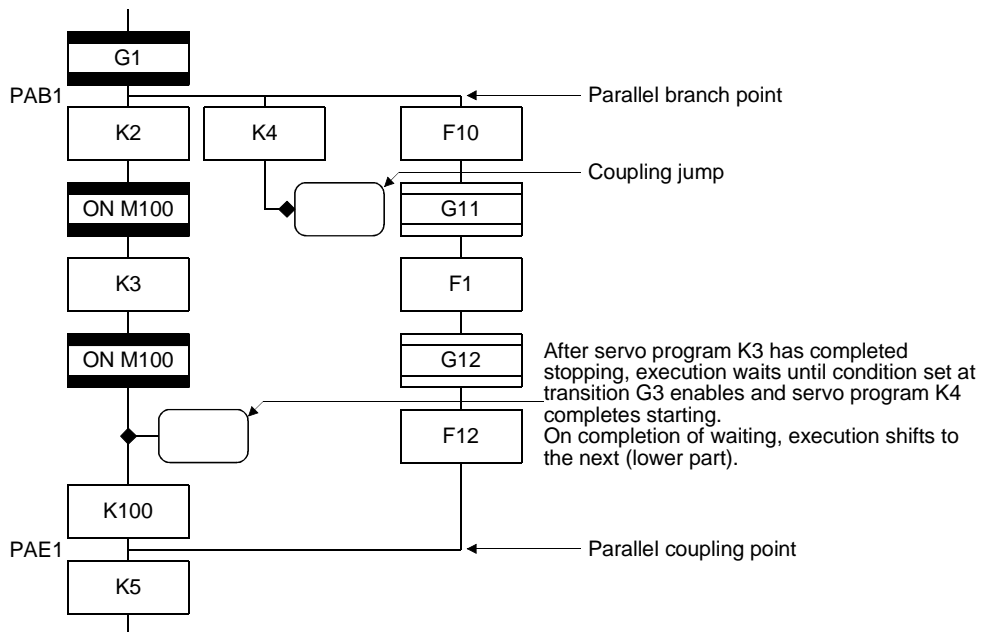 G1
PAB1
Parallel branch point
K2
K4
F10
Coupling jump
ON M100
G11
K3
F1
ON M100
G12
After servo program K3 has completed
stopping, execution waits until condition set at
transition G3 enables and servo program K4
completes starting.
On completion of waiting, execution shifts to
the next (lower part).
F12
K100
PAE1
Parallel coupling point
K5